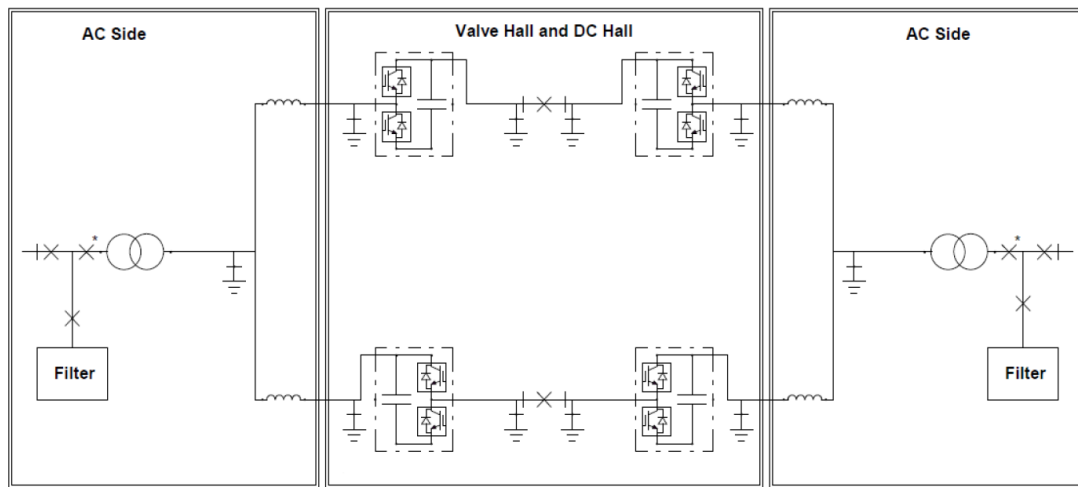 AC Side
Valve Hall and DC Hall
AC Side
*
*
Filter
Filter